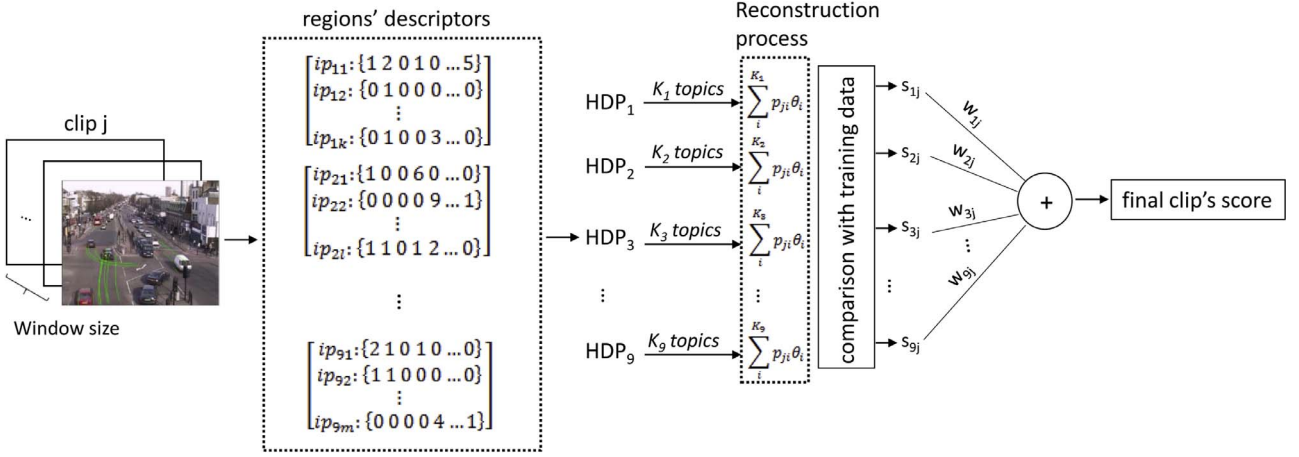 clip j
...
Window size
regions' descriptors
ip₁₁: {1 2 0 1 0 ... 5}
ip₁₂: {0 1 0 0 0 ... 0}
⋮
ip₁ₖ: {0 1 0 0 3 ... 0}
ip₂₁: {1 0 0 6 0 ... 0}
ip₂₂: {0 0 0 0 9 ... 1}
⋮
ip₂ₗ: {1 1 0 1 2 ... 0}
⋮
ip₉₁: {2 1 0 1 0 ... 0}
ip₉₂: {1 1 0 0 0 ... 0}
⋮
ip₉ₘ: {0 0 0 0 4 ... 1}
HDP₁
K₁ topics
HDP₂
K₂ topics
HDP₃
K₃ topics
⋮
⋮
HDP₉
K₉ topics
Reconstruction
process
K₁
∑ pⱼᵢθᵢ
i
K₂
∑ pⱼᵢθᵢ
i
K₃
∑ pⱼᵢθᵢ
i
⋮
K₉
∑ pⱼᵢθᵢ
i
comparison with training data
s₁ⱼ
s₂ⱼ
s₃ⱼ
⋮
s₉ⱼ
w₁ⱼ
w₂ⱼ
w₃ⱼ
...
w₉ⱼ
+
final clip's score